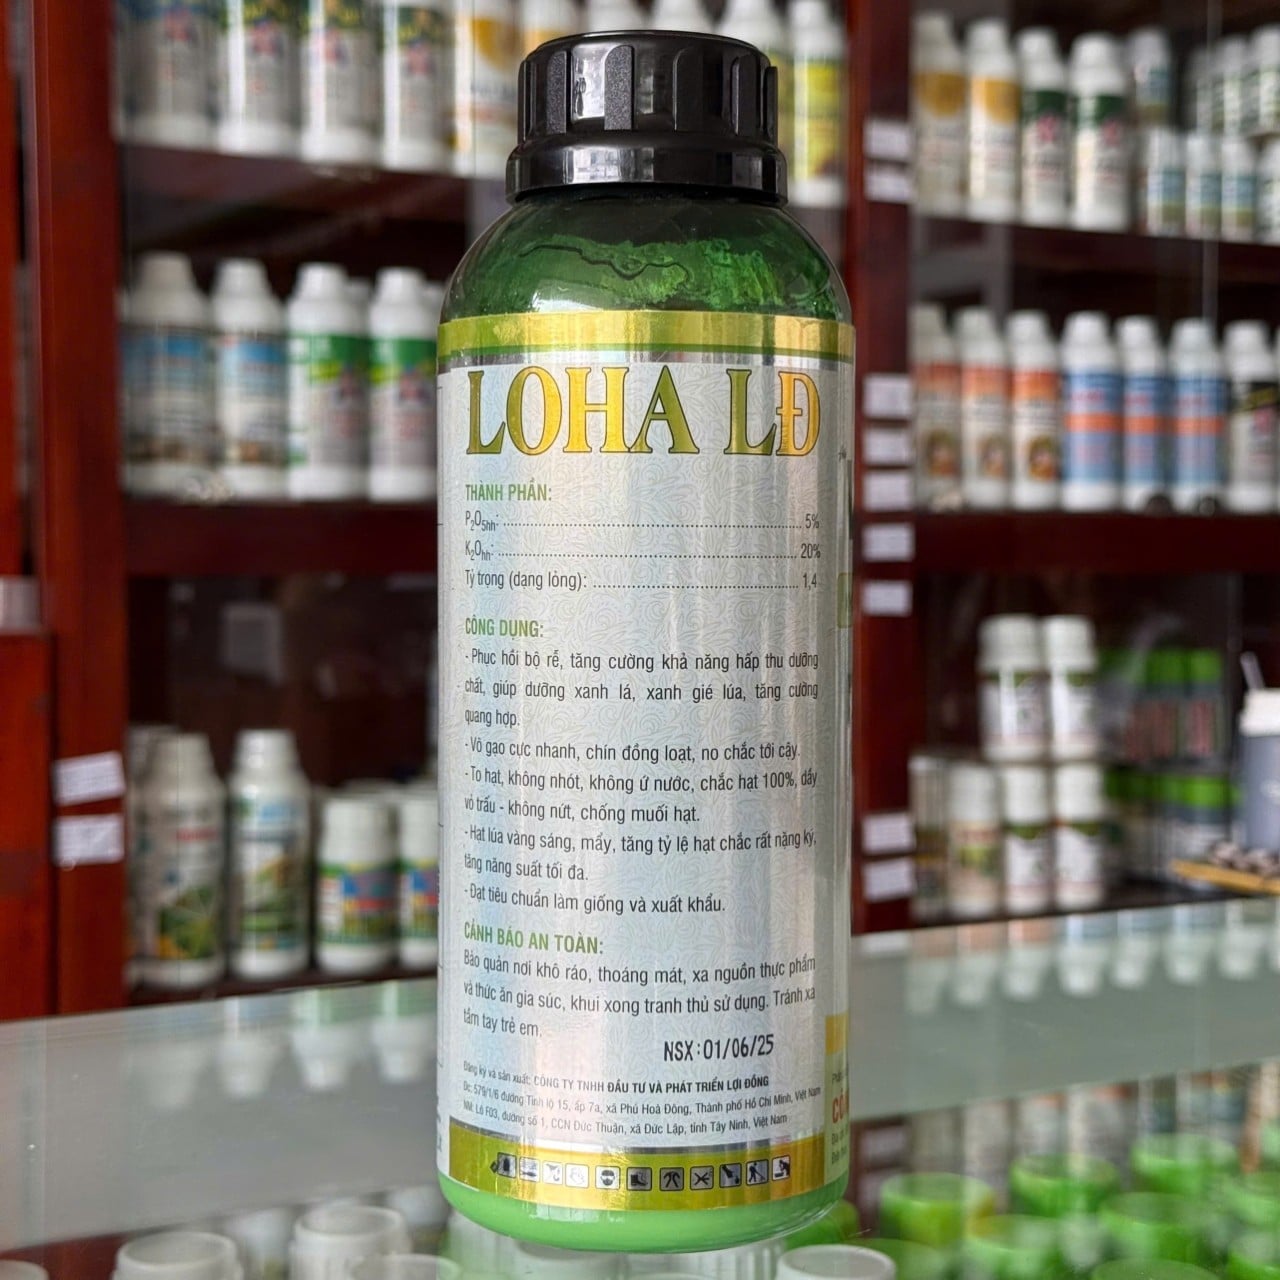 LOHA LĐ
THÀNH PHẦN:
P₂O₅hh: ........ 5%
K₂Ohh: ........ 20%
Tỷ trọng (dạng lỏng): ........ 1,4
CÔNG DỤNG:
- Phục hồi bộ rễ, tăng cường khả năng hấp thu dưỡng
chất, giúp dưỡng xanh lá, xanh gié lúa, tăng cường
quang hợp.
- Vô gạo cực nhanh, chín đồng loạt, no chắc tới cậy.
- To hạt, không nhót, không ứ nước, chắc hạt 100%, dầy
vỏ trấu - không nứt, chống muối hạt.
- Hạt lúa vàng sáng, mẩy, tăng tỷ lệ hạt chắc rất nặng ký,
tăng năng suất tối đa.
- Đạt tiêu chuẩn làm giống và xuất khẩu.
CẢNH BÁO AN TOÀN:
Bảo quản nơi khô ráo, thoáng mát, xa nguồn thực phẩm
và thức ăn gia súc, khui xong tranh thủ sử dụng. Tránh xa
tầm tay trẻ em.
NSX:01/06/25
Đăng ký và sản xuất: CÔNG TY TNHH ĐẦU TƯ VÀ PHÁT TRIỂN LỢI ĐỒNG
Đc: 579/1/6 đường Tỉnh lộ 15, ấp 7a, xã Phú Hoà Đông, Thành phố Hồ Chí Minh, Việt Nam
NM: Lô F03, đường số 1, CCN Đức Thuận, xã Đức Lập, tỉnh Tây Ninh, Việt Nam